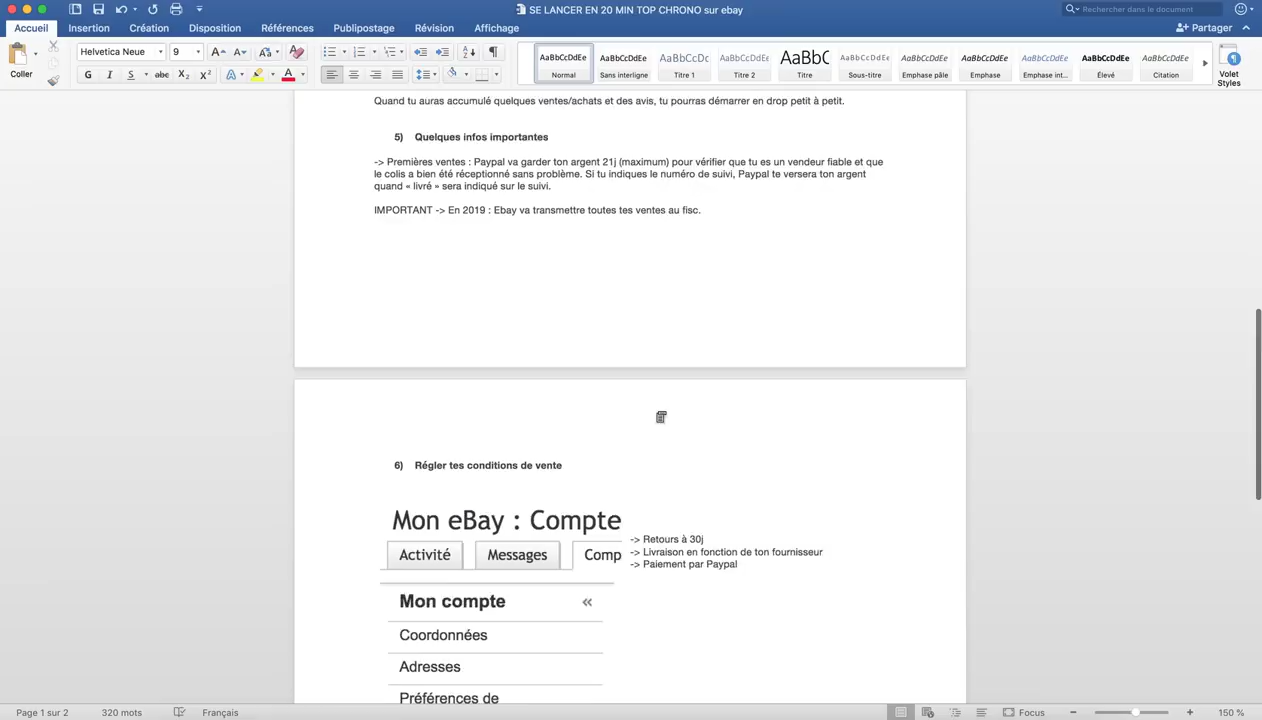 SE LANCER EN 20 MIN TOP CHRONO sur ebay
Rechercher dans le document
Accueil Insertion Création Disposition Références Publipostage Révision Affichage
Partager
Coller
Helvetica Neue 9
G I S abc X₂ X²
AaBbCcDdEe AaBbCcDdEe AaBbCcDc AaBbCcDdEe AaBbC AaBbCcDdEe AaBbCcDdEe AaBbCcDdEe AaBbCcDdEe AaBbCcDdEe AaBbCcDdEe
Normal Sans interligne Titre 1 Titre 2 Titre Sous-titre Emphase pâle Emphase Emphase int... Élevé Citation
Volet Styles
Quand tu auras accumulé quelques ventes/achats et des avis, tu pourras démarrer en drop petit à petit.
5) Quelques infos importantes
-> Premières ventes : Paypal va garder ton argent 21j (maximum) pour vérifier que tu es un vendeur fiable et que
le colis a bien été réceptionné sans problème. Si tu indiques le numéro de suivi, Paypal te versera ton argent
quand « livré » sera indiqué sur le suivi.
IMPORTANT -> En 2019 : Ebay va transmettre toutes tes ventes au fisc.
6) Régler tes conditions de vente
Mon eBay : Compte
Activité Messages Comp
-> Retours à 30j
-> Livraison en fonction de ton fournisseur
-> Paiement par Paypal
Mon compte «
Coordonnées
Adresses
Préférences de
Page 1 sur 2 320 mots Français Focus 150 %